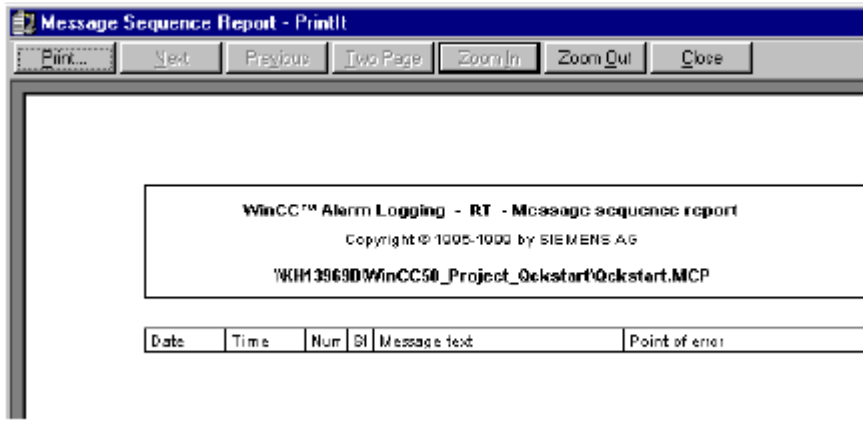 Message Sequence Report - PrintIt
Print... Next Previous Two Page Zoom In Zoom Out Close
WinCC™ Alarm Logging - RT - Message sequence report
Copyright © 1995-1999 by SIEMENS AG
\\KH13969D\WinCC50_Project_Qckstart\Qckstart.MCP
Date Time Num St Message text Point of error